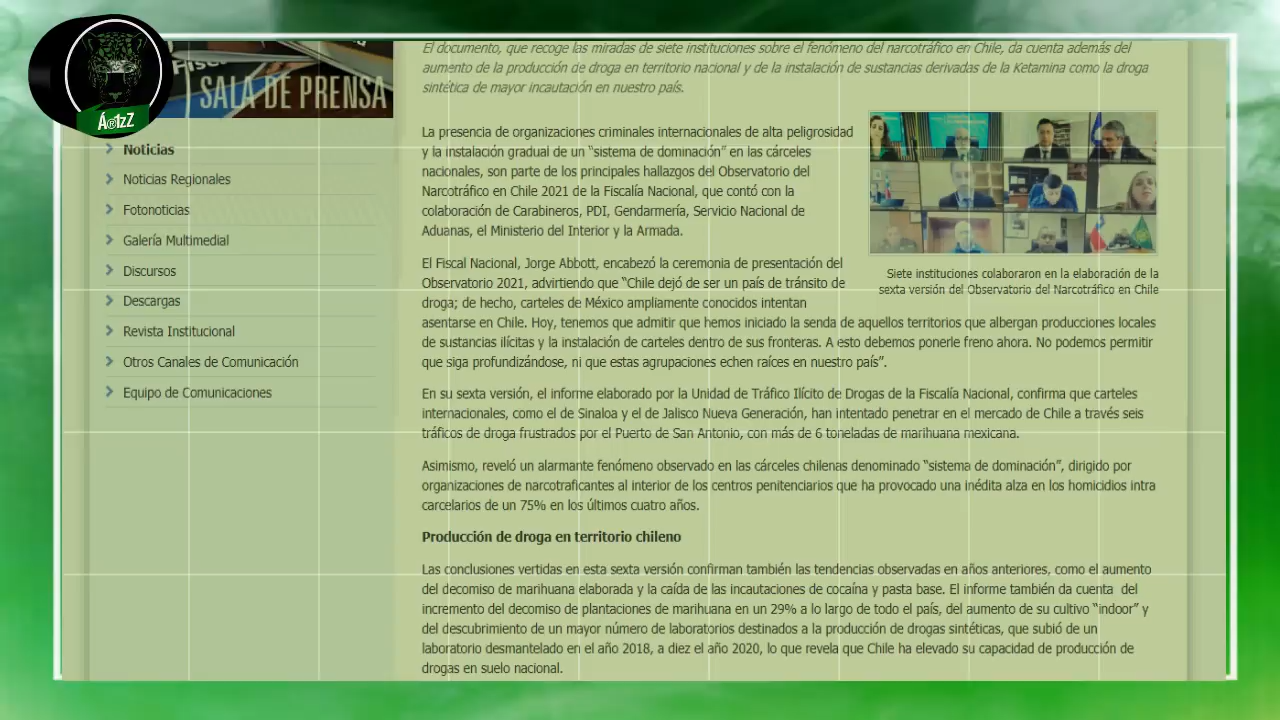 El documento, que recoge las miradas de siete instituciones sobre el fenómeno del narcotráfico en Chile, da cuenta además del
aumento de la producción de droga en territorio nacional y de la instalación de sustancias derivadas de la Ketamina como la droga
sintética de mayor incautación en nuestro país.
SALA DE PRENSA
ÁRIzZ
Noticias
Noticias Regionales
Fotonoticias
Galería Multimedial
Discursos
Descargas
Revista Institucional
Otros Canales de Comunicación
Equipo de Comunicaciones
La presencia de organizaciones criminales internacionales de alta peligrosidad
y la instalación gradual de un “sistema de dominación” en las cárceles
nacionales, son parte de los principales hallazgos del Observatorio del
Narcotráfico en Chile 2021 de la Fiscalía Nacional, que contó con la
colaboración de Carabineros, PDI, Gendarmería, Servicio Nacional de
Aduanas, el Ministerio del Interior y la Armada.
Siete instituciones colaboraron en la elaboración de la
sexta versión del Observatorio del Narcotráfico en Chile
El Fiscal Nacional, Jorge Abbott, encabezó la ceremonia de presentación del
Observatorio 2021, advirtiendo que “Chile dejó de ser un país de tránsito de
droga; de hecho, carteles de México ampliamente conocidos intentan
asentarse en Chile. Hoy, tenemos que admitir que hemos iniciado la senda de aquellos territorios que albergan producciones locales
de sustancias ilícitas y la instalación de carteles dentro de sus fronteras. A esto debemos ponerle freno ahora. No podemos permitir
que siga profundizándose, ni que estas agrupaciones echen raíces en nuestro país”.
En su sexta versión, el informe elaborado por la Unidad de Tráfico Ilícito de Drogas de la Fiscalía Nacional, confirma que carteles
internacionales, como el de Sinaloa y el de Jalisco Nueva Generación, han intentado penetrar en el mercado de Chile a través seis
tráficos de droga frustrados por el Puerto de San Antonio, con más de 6 toneladas de marihuana mexicana.
Asimismo, reveló un alarmante fenómeno observado en las cárceles chilenas denominado “sistema de dominación”, dirigido por
organizaciones de narcotraficantes al interior de los centros penitenciarios que ha provocado una inédita alza en los homicidios intra
carcelarios de un 75% en los últimos cuatro años.
Producción de droga en territorio chileno
Las conclusiones vertidas en esta sexta versión confirman también las tendencias observadas en años anteriores, como el aumento
del decomiso de marihuana elaborada y la caída de las incautaciones de cocaína y pasta base. El informe también da cuenta del
incremento del decomiso de plantaciones de marihuana en un 29% a lo largo de todo el país, del aumento de su cultivo “indoor” y
del descubrimiento de un mayor número de laboratorios destinados a la producción de drogas sintéticas, que subió de un
laboratorio desmantelado en el año 2018, a diez el año 2020, lo que revela que Chile ha elevado su capacidad de producción de
drogas en suelo nacional.